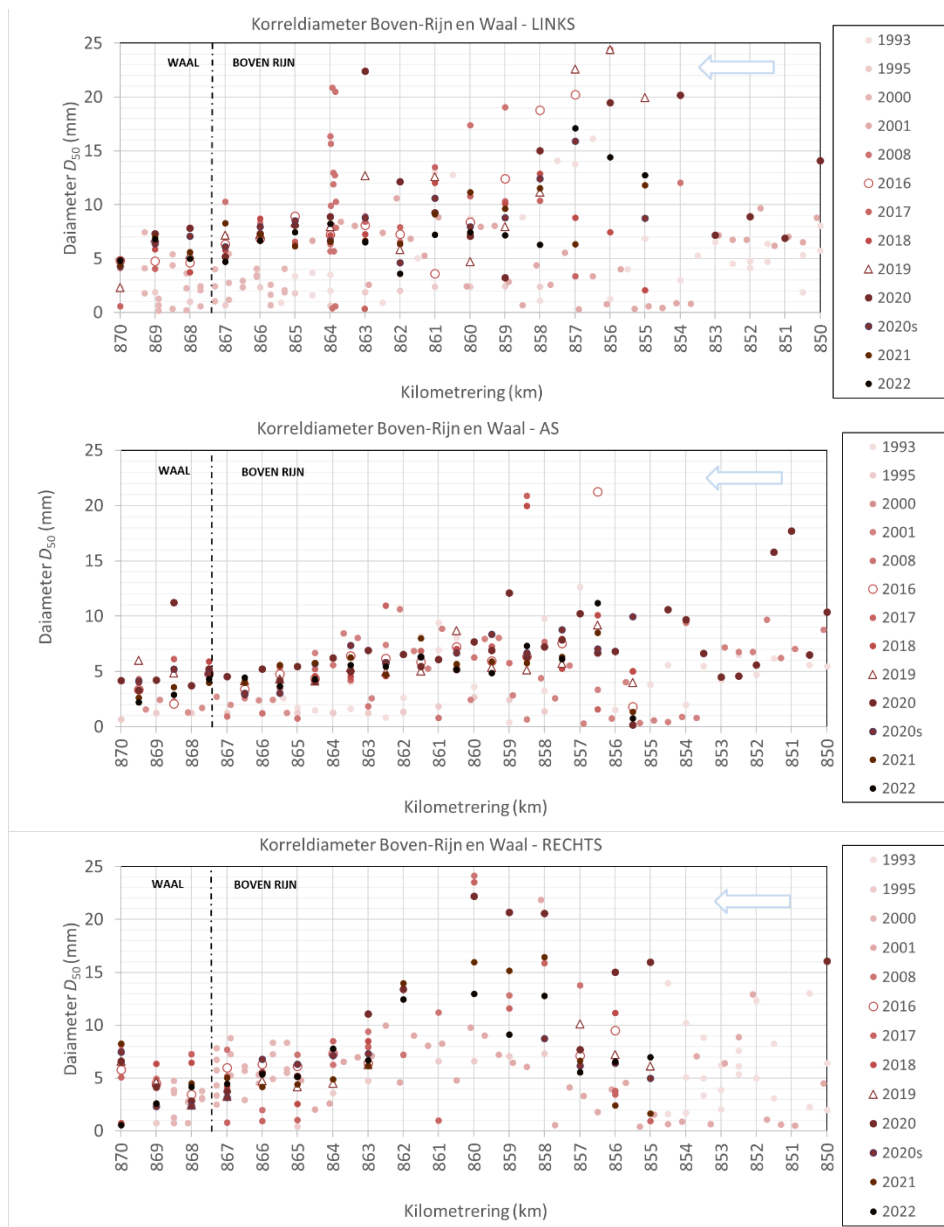 Korreldiameter Boven-Rijn en Waal - LINKS
Daiameter D50 (mm)
25
20
15
10
5
0
WAAL
BOVEN RIJN
870 869 868 867 866 865 864 863 862 861 860 859 858 857 856 855 854 853 852 851 850
Kilometrering (km)
1993
1995
2000
2001
2008
2016
2017
2018
2019
2020
2020s
2021
2022
Korreldiameter Boven-Rijn en Waal - AS
Daiameter D50 (mm)
25
20
15
10
5
0
WAAL
BOVEN RIJN
870 869 868 867 866 865 864 863 862 861 860 859 858 857 856 855 854 853 852 851 850
Kilometrering (km)
1993
1995
2000
2001
2008
2016
2017
2018
2019
2020
2020s
2021
2022
Korreldiameter Boven-Rijn en Waal - RECHTS
Daiameter D50 (mm)
25
20
15
10
5
0
WAAL
BOVEN RIJN
870 869 868 867 866 865 864 863 862 861 860 859 858 857 856 855 854 853 852 851 850
Kilometrering (km)
1993
1995
2000
2001
2008
2016
2017
2018
2019
2020
2020s
2021
2022